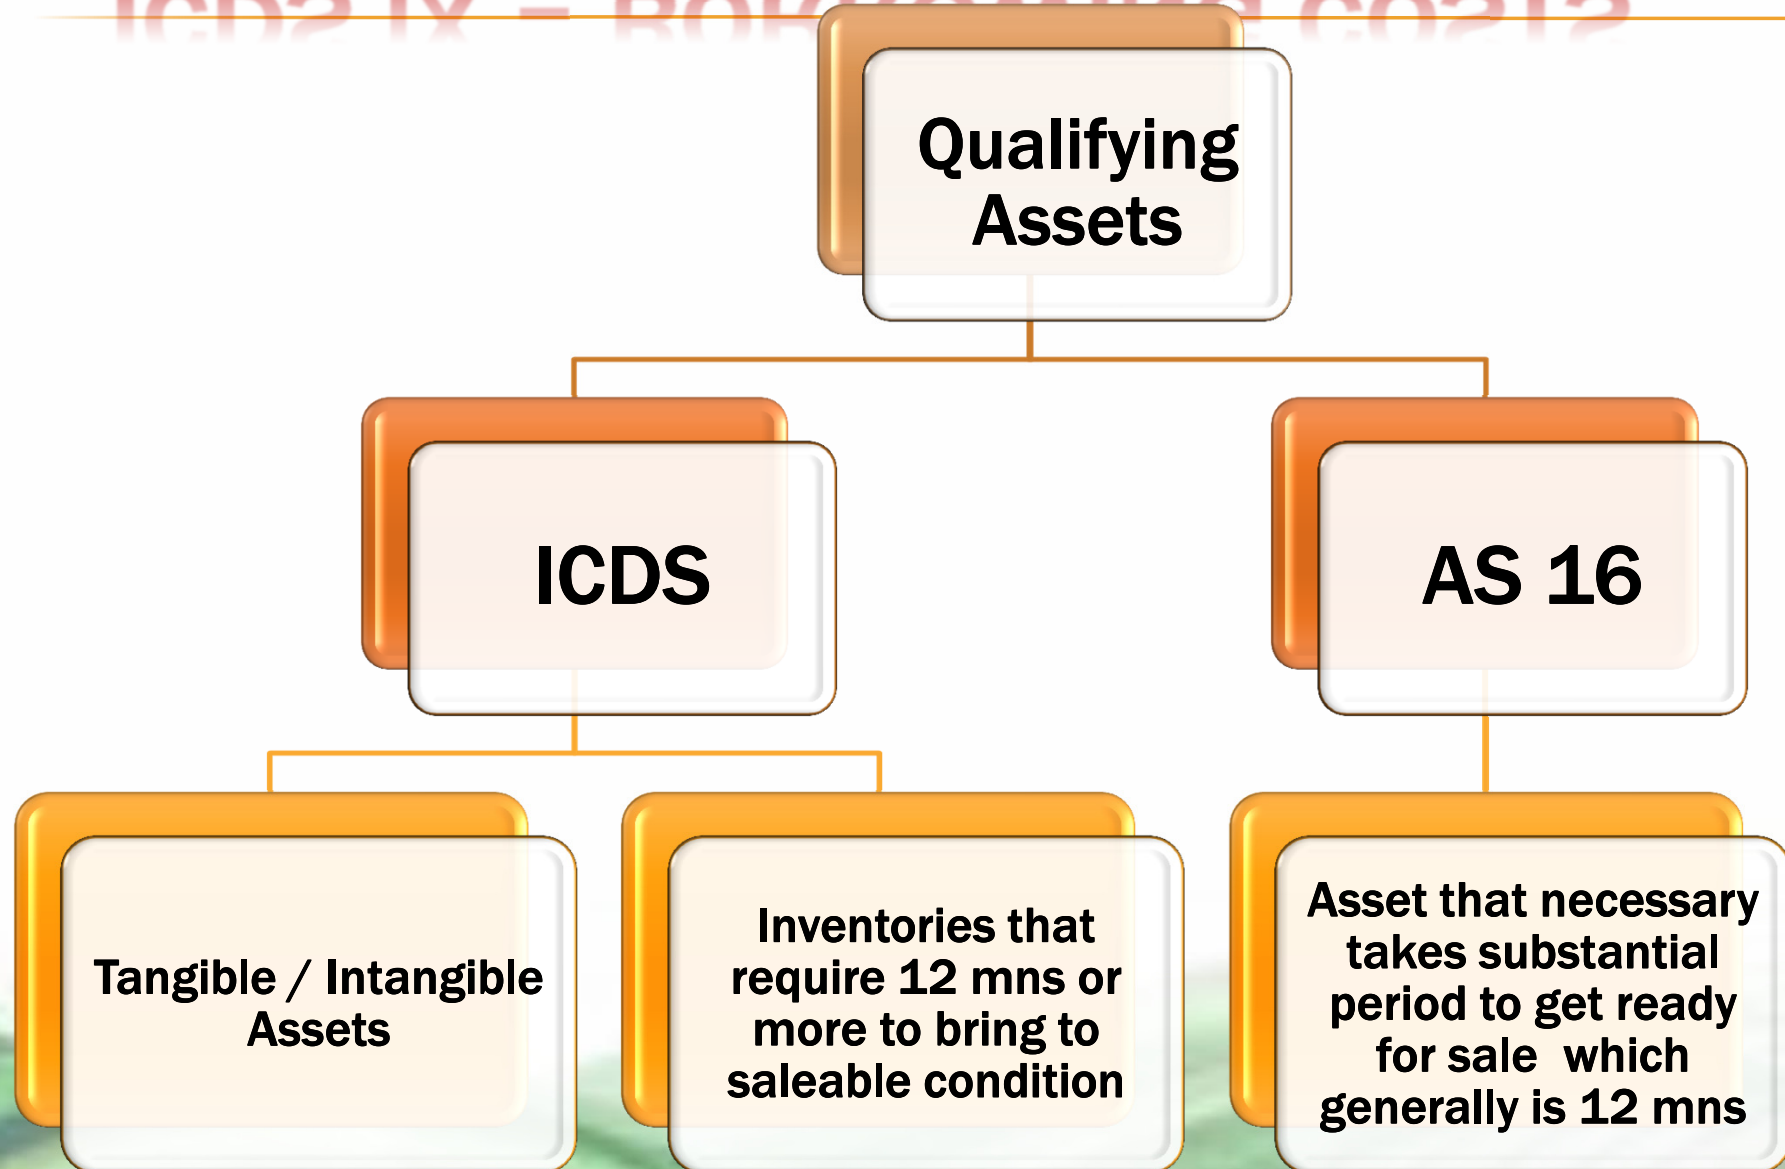 Qualifying
Assets
ICDS
AS 16
Tangible / Intangible
Assets
Inventories that
require 12 mns or
more to bring to
saleable condition
Asset that necessary
takes substantial
period to get ready
for sale which
generally is 12 mns